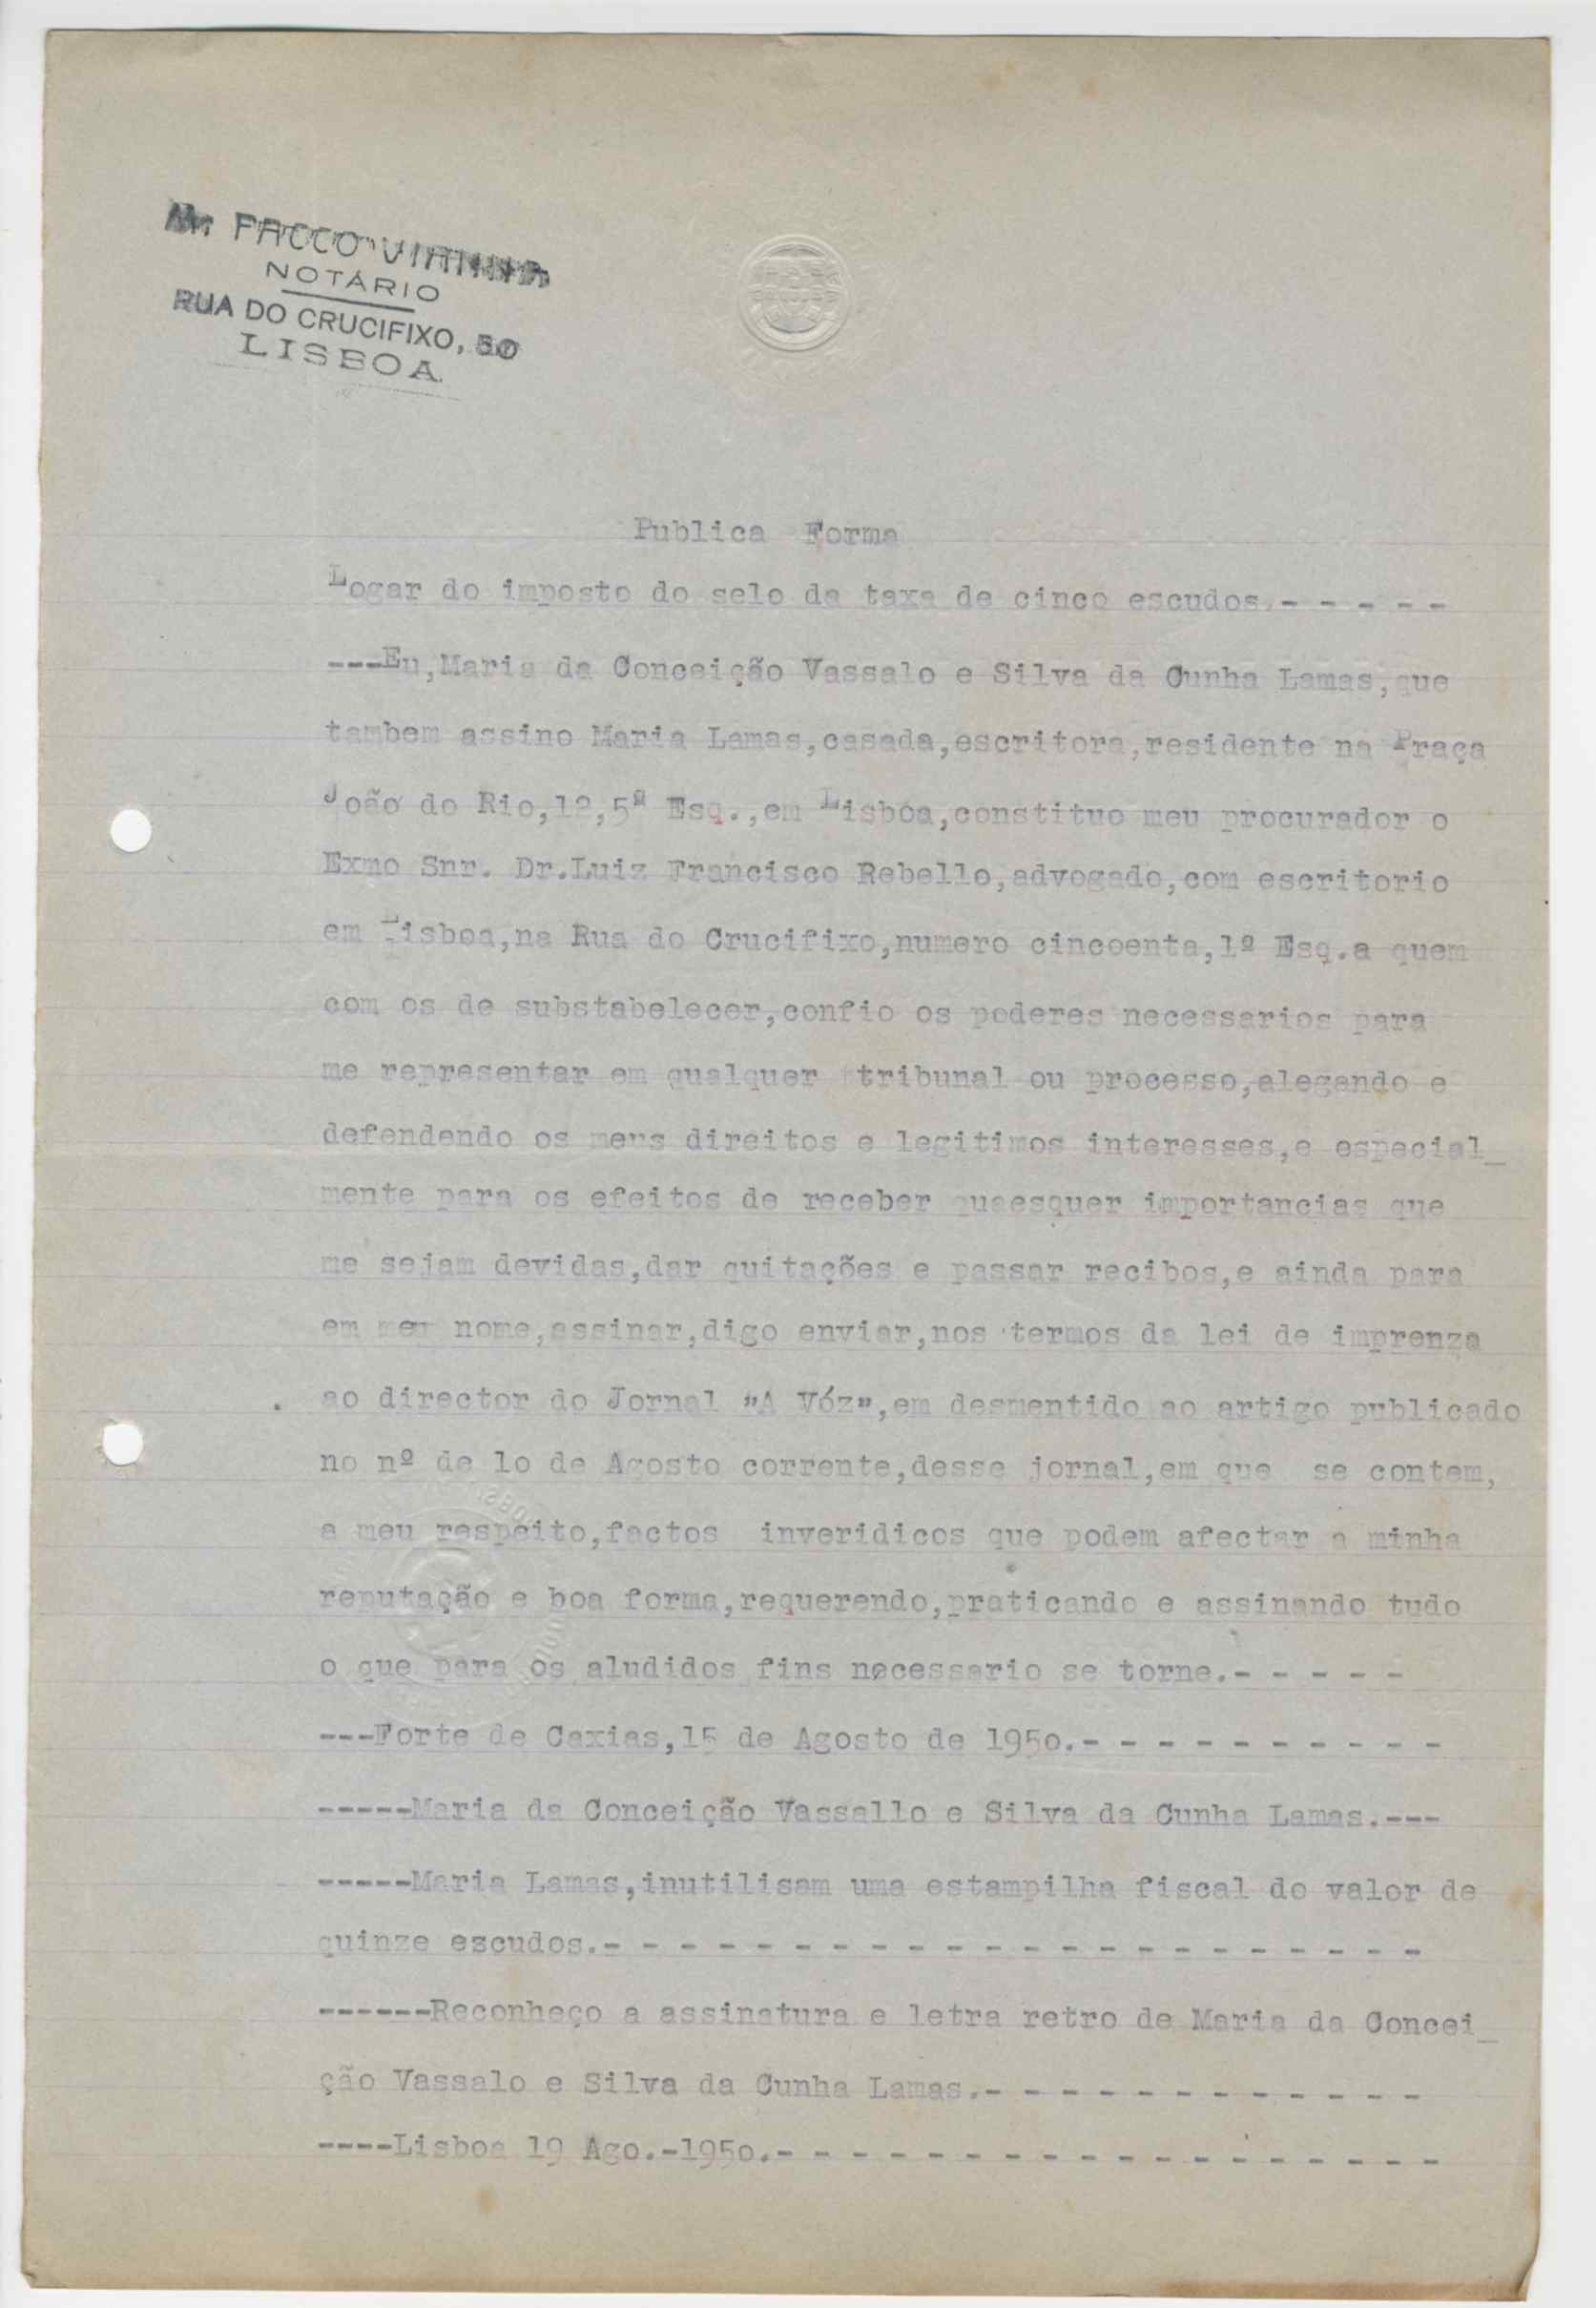 NOTÁRIO
RUA DO CRUCIFIXO, 50
LISBOA
Publica Forma
Logar do imposto do selo da taxa de cinco escudos.- - - - -
---Eu,Maria da Conceição Vassalo e Silva da Cunha Lamas,que
tambem assino Maria Lamas,casada,escritora,residente na Praça
João do Rio,12,5º Esq.,em Lisboa,constituo meu procurador o
Exmo Snr. Dr.Luiz Francisco Rebello,advogado,com escritorio
em Lisboa,na Rua do Crucifixo,numero cincoenta,1º Esq.a quem
com os de substabelecer,confio os poderes necessarios para
me representar em qualquer tribunal ou processo,alegando e
defendendo os meus direitos e legitimos interesses,e especial_
mente para os efeitos de receber quaesquer importancias que
me sejam devidas,dar quitações e passar recibos,e ainda para
em meu nome,assinar,digo enviar,nos termos da lei de imprenza
ao director do Jornal "A Vóz",em desmentido ao artigo publicado
no nº de 1o de Agosto corrente,desse jornal,em que se contem,
a meu respeito,factos inveridicos que podem afectar a minha
reputação e boa forma,requerendo,praticando e assinando tudo
o que para os aludidos fins necessario se torne.- - - - -
---Forte de Caxias,15 de Agosto de 195o.- - - - - - - - - -
-----Maria da Conceição Vassallo e Silva da Cunha Lamas.---
-----Maria Lamas,inutilisam uma estampilha fiscal do valor de
quinze escudos.- - - - - - - - - - - - - - - - - - - - - -
------Reconheço a assinatura e letra retro de Maria da Concei_
ção Vassalo e Silva da Cunha Lamas.- - - - - - - - - - - -
----Lisboa 19 Ago.-195o.- - - - - - - - - - - - - - - - - -